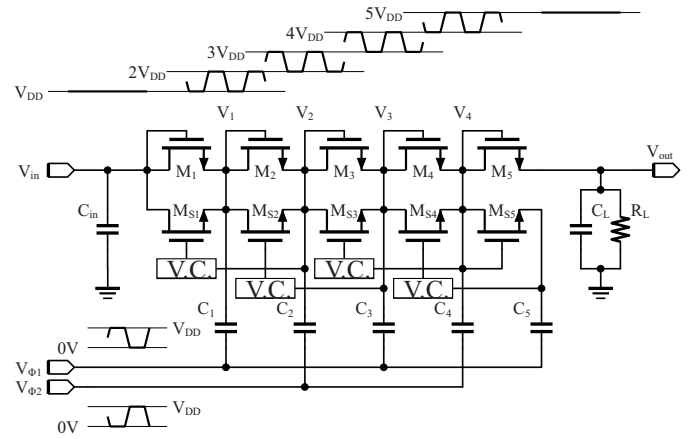 5V_DD
4V_DD
3V_DD
2V_DD
V_DD
V_1 V_2 V_3 V_4
V_in M_1 M_2 M_3 M_4 M_5 V_out
C_in M_S1 M_S2 M_S3 M_S4 M_S5 C_L R_L
V.C. V.C.
V.C. V.C.
C_1 C_2 C_3 C_4 C_5
V_DD
0V
V_Φ1
V_Φ2
V_DD
0V